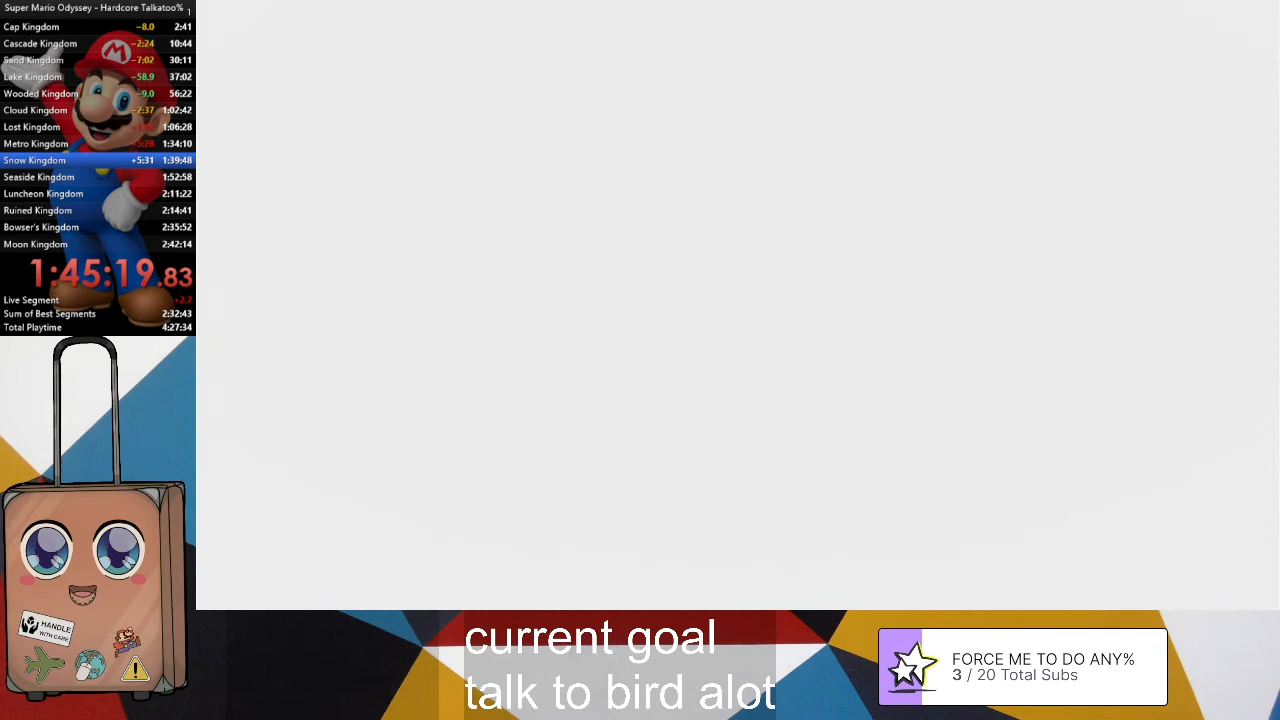 Super Mario Odyssey - Hardcore Talkatoo%
1
Cap Kingdom −8.0 2:41
Cascade Kingdom −2:24 10:44
Sand Kingdom −7:02 30:11
Lake Kingdom −58.9 37:02
Wooded Kingdom −9.0 56:22
Cloud Kingdom −2:37 1:02:42
Lost Kingdom 1:06:28
Metro Kingdom 1:34:10
Snow Kingdom +5:31 1:39:48
Seaside Kingdom 1:52:58
Luncheon Kingdom 2:11:22
Ruined Kingdom 2:14:41
Bowser's Kingdom 2:35:52
Moon Kingdom 2:42:14
1:45:19.83
Live Segment +2.7
Sum of Best Segments 2:32:43
Total Playtime 4:27:34
HANDLE
WITH CARE
current goal
talk to bird alot
FORCE ME TO DO ANY%
3 / 20 Total Subs